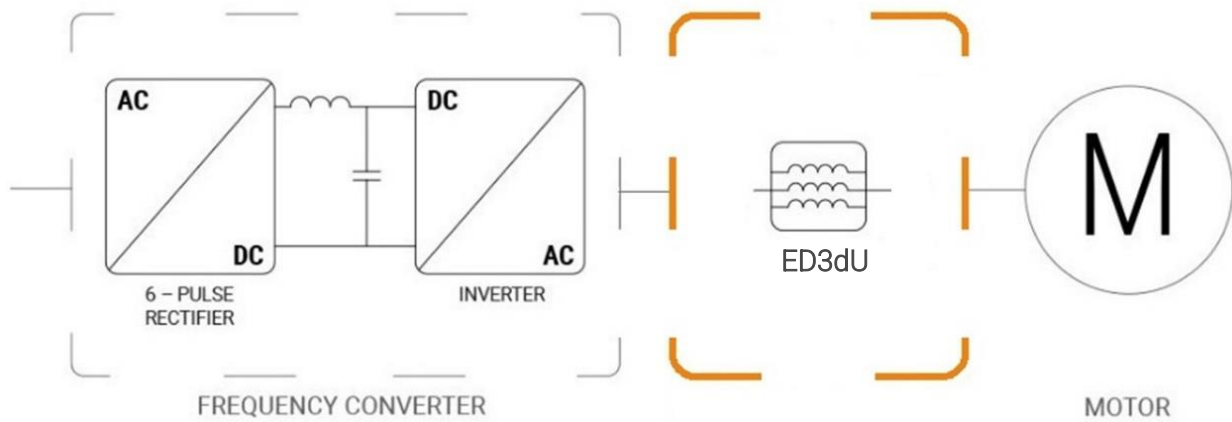 AC
DC
DC
AC
6 – PULSE
RECTIFIER
INVERTER
FREQUENCY CONVERTER
ED3dU
M
MOTOR